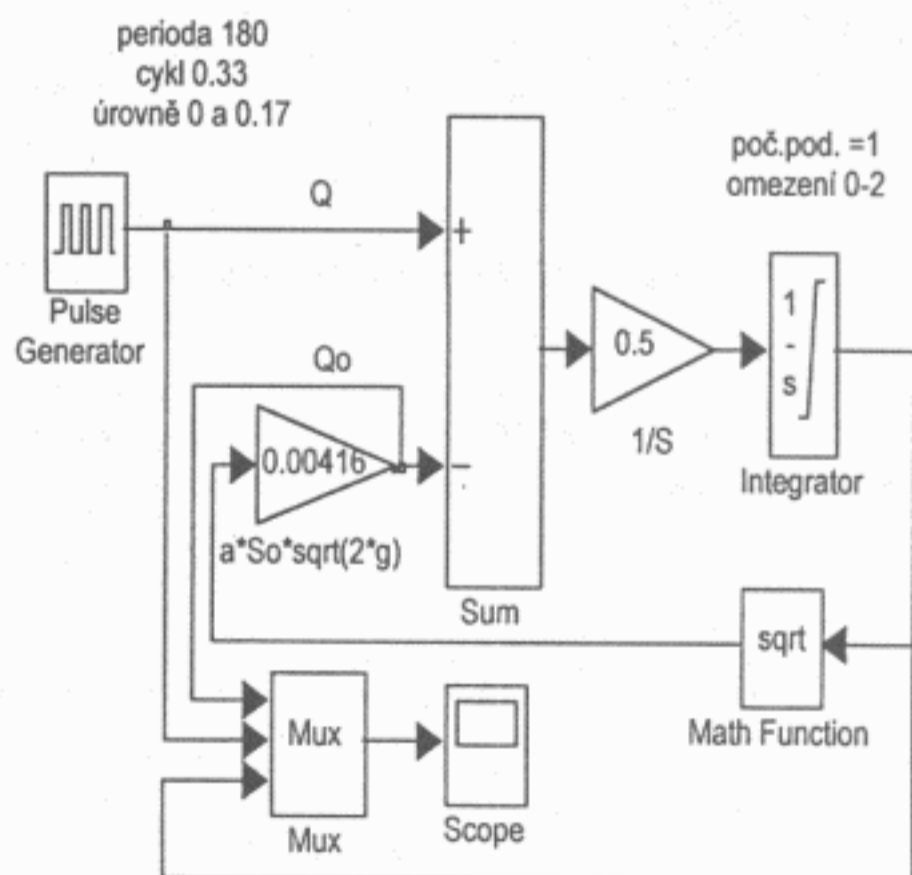 perioda 180
cykl 0.33
úrovně 0 a 0.17
poč.pod. =1
omezení 0-2
Q
+
Pulse
Generator
0.5
1
-
s
Qo
1/S
Integrator
0.00416
-
a*So*sqrt(2*g)
Sum
sqrt
Math Function
Mux
Mux
Scope